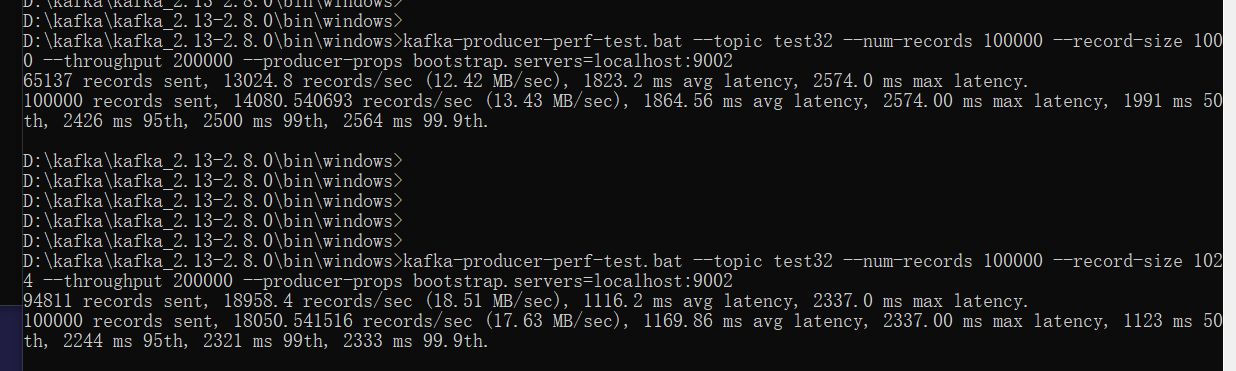 D:\kafka\kafka_2.13-2.8.0\bin\windows>
D:\kafka\kafka_2.13-2.8.0\bin\windows>
D:\kafka\kafka_2.13-2.8.0\bin\windows>kafka-producer-perf-test.bat --topic test32 --num-records 100000 --record-size 100
0 --throughput 200000 --producer-props bootstrap.servers=localhost:9002
65137 records sent, 13024.8 records/sec (12.42 MB/sec), 1823.2 ms avg latency, 2574.0 ms max latency.
100000 records sent, 14080.540693 records/sec (13.43 MB/sec), 1864.56 ms avg latency, 2574.00 ms max latency, 1991 ms 50
th, 2426 ms 95th, 2500 ms 99th, 2564 ms 99.9th.
D:\kafka\kafka_2.13-2.8.0\bin\windows>
D:\kafka\kafka_2.13-2.8.0\bin\windows>
D:\kafka\kafka_2.13-2.8.0\bin\windows>
D:\kafka\kafka_2.13-2.8.0\bin\windows>
D:\kafka\kafka_2.13-2.8.0\bin\windows>
D:\kafka\kafka_2.13-2.8.0\bin\windows>kafka-producer-perf-test.bat --topic test32 --num-records 100000 --record-size 102
4 --throughput 200000 --producer-props bootstrap.servers=localhost:9002
94811 records sent, 18958.4 records/sec (18.51 MB/sec), 1116.2 ms avg latency, 2337.0 ms max latency.
100000 records sent, 18050.541516 records/sec (17.63 MB/sec), 1169.86 ms avg latency, 2337.00 ms max latency, 1123 ms 50
th, 2244 ms 95th, 2321 ms 99th, 2333 ms 99.9th.